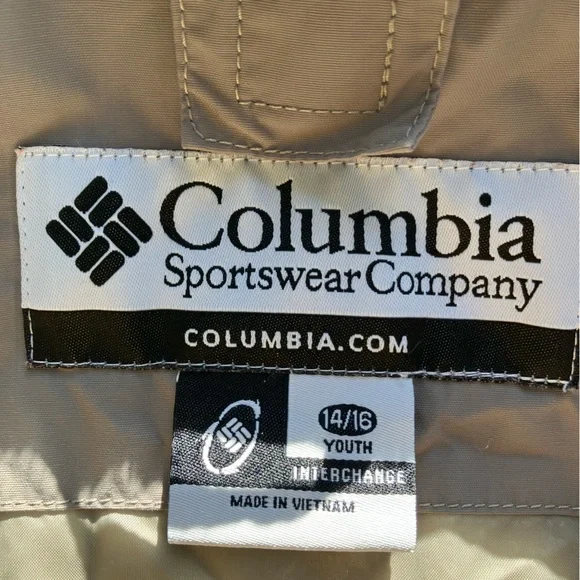 Columbia
Sportswear Company
COLUMBIA.COM
14/16
YOUTH
INTERCHANGE
MADE IN VIETNAM